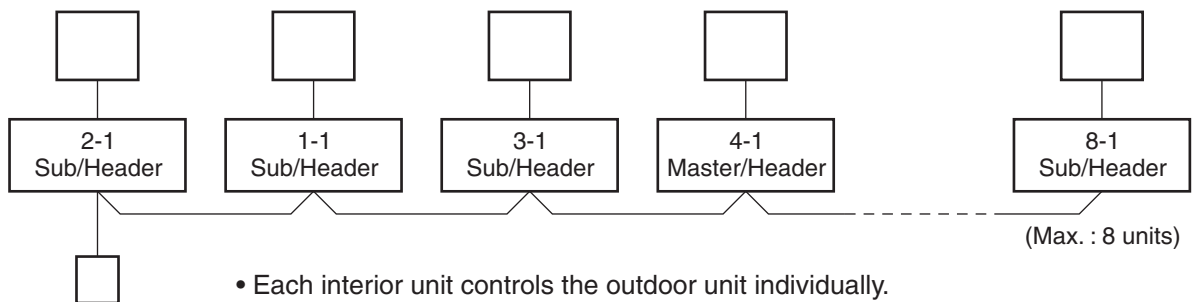 2-1
Sub/Header
1-1
Sub/Header
3-1
Sub/Header
4-1
Master/Header
8-1
Sub/Header
(Max. : 8 units)
• Each interior unit controls the outdoor unit individually.